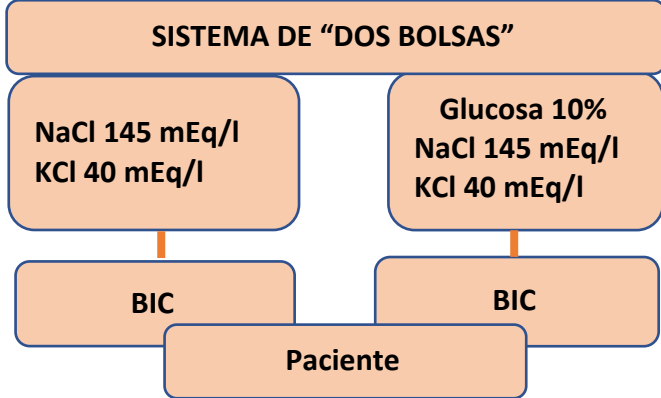 SISTEMA DE “DOS BOLSAS”
NaCl 145 mEq/l
KCl 40 mEq/l
Glucosa 10%
NaCl 145 mEq/l
KCl 40 mEq/l
BIC
BIC
Paciente